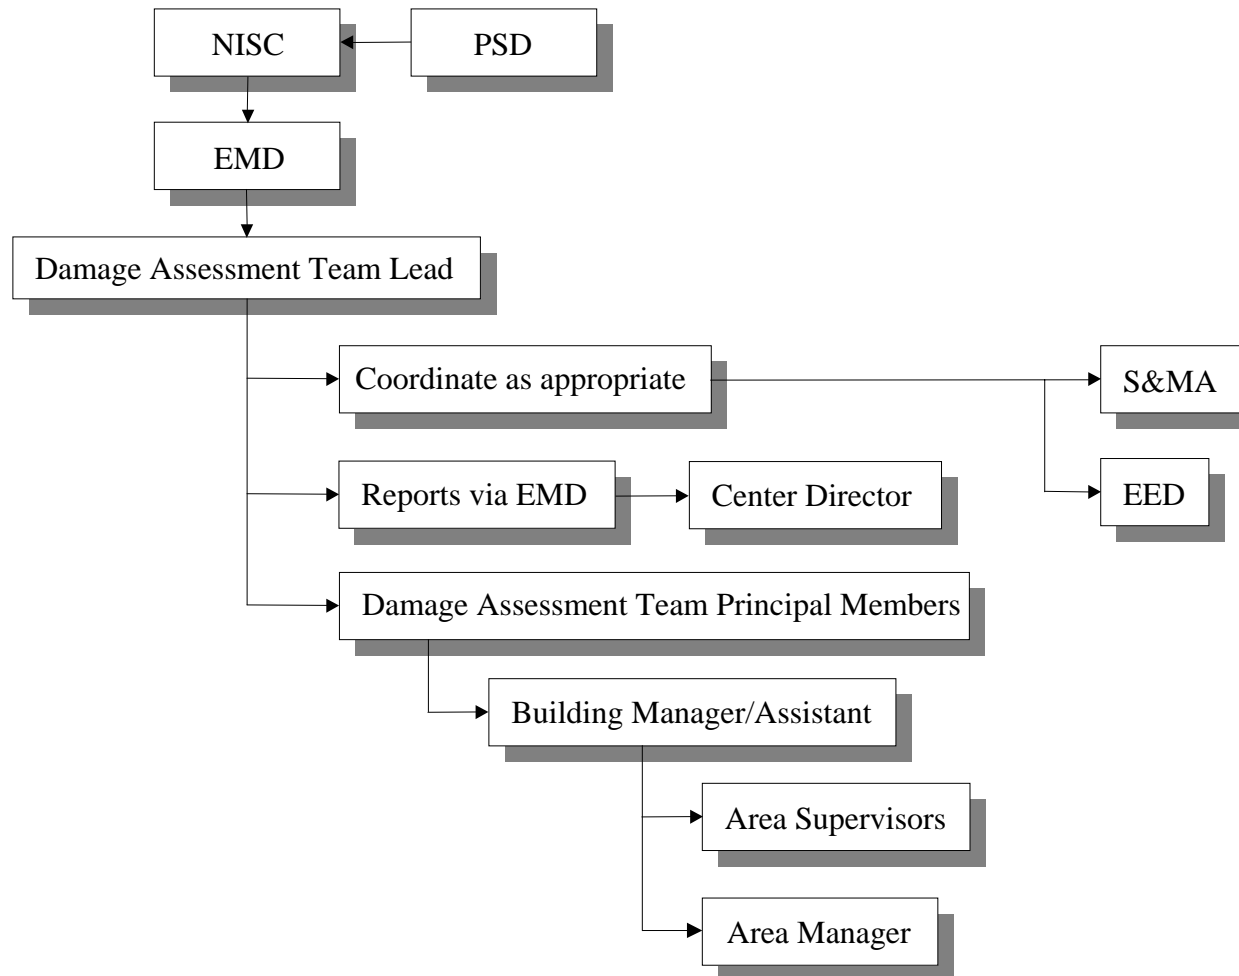 NISC
PSD
EMD
Damage Assessment Team Lead
Coordinate as appropriate
S&MA
Reports via EMD
Center Director
EED
Damage Assessment Team Principal Members
Building Manager/Assistant
Area Supervisors
Area Manager